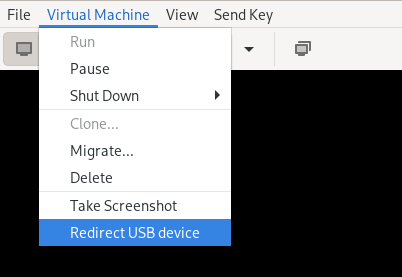 File Virtual Machine View Send Key
Run
Pause
Shut Down
Clone...
Migrate...
Delete
Take Screenshot
Redirect USB device